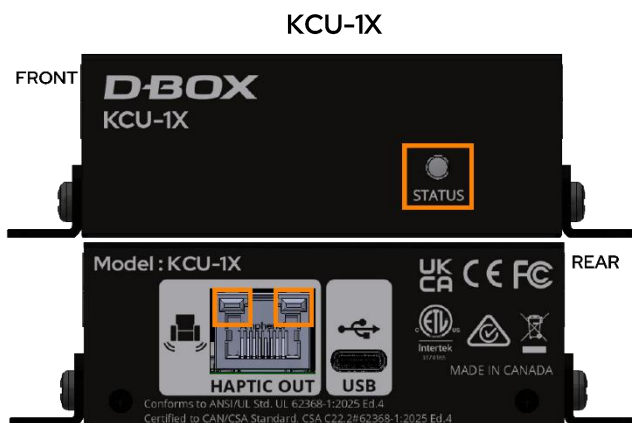 KCU-1X
FRONT
D-BOX
KCU-1X
STATUS
Model : KCU-1X
REAR
UK
CA CE FC
ETL
Intertek
HAPTIC OUT
USB
MADE IN CANADA
Conforms to ANSI/UL Std. UL 62368-1:2025 Ed.4
Certified to CAN/CSA Standard. CSA C22.2#62368-1:2025 Ed.4